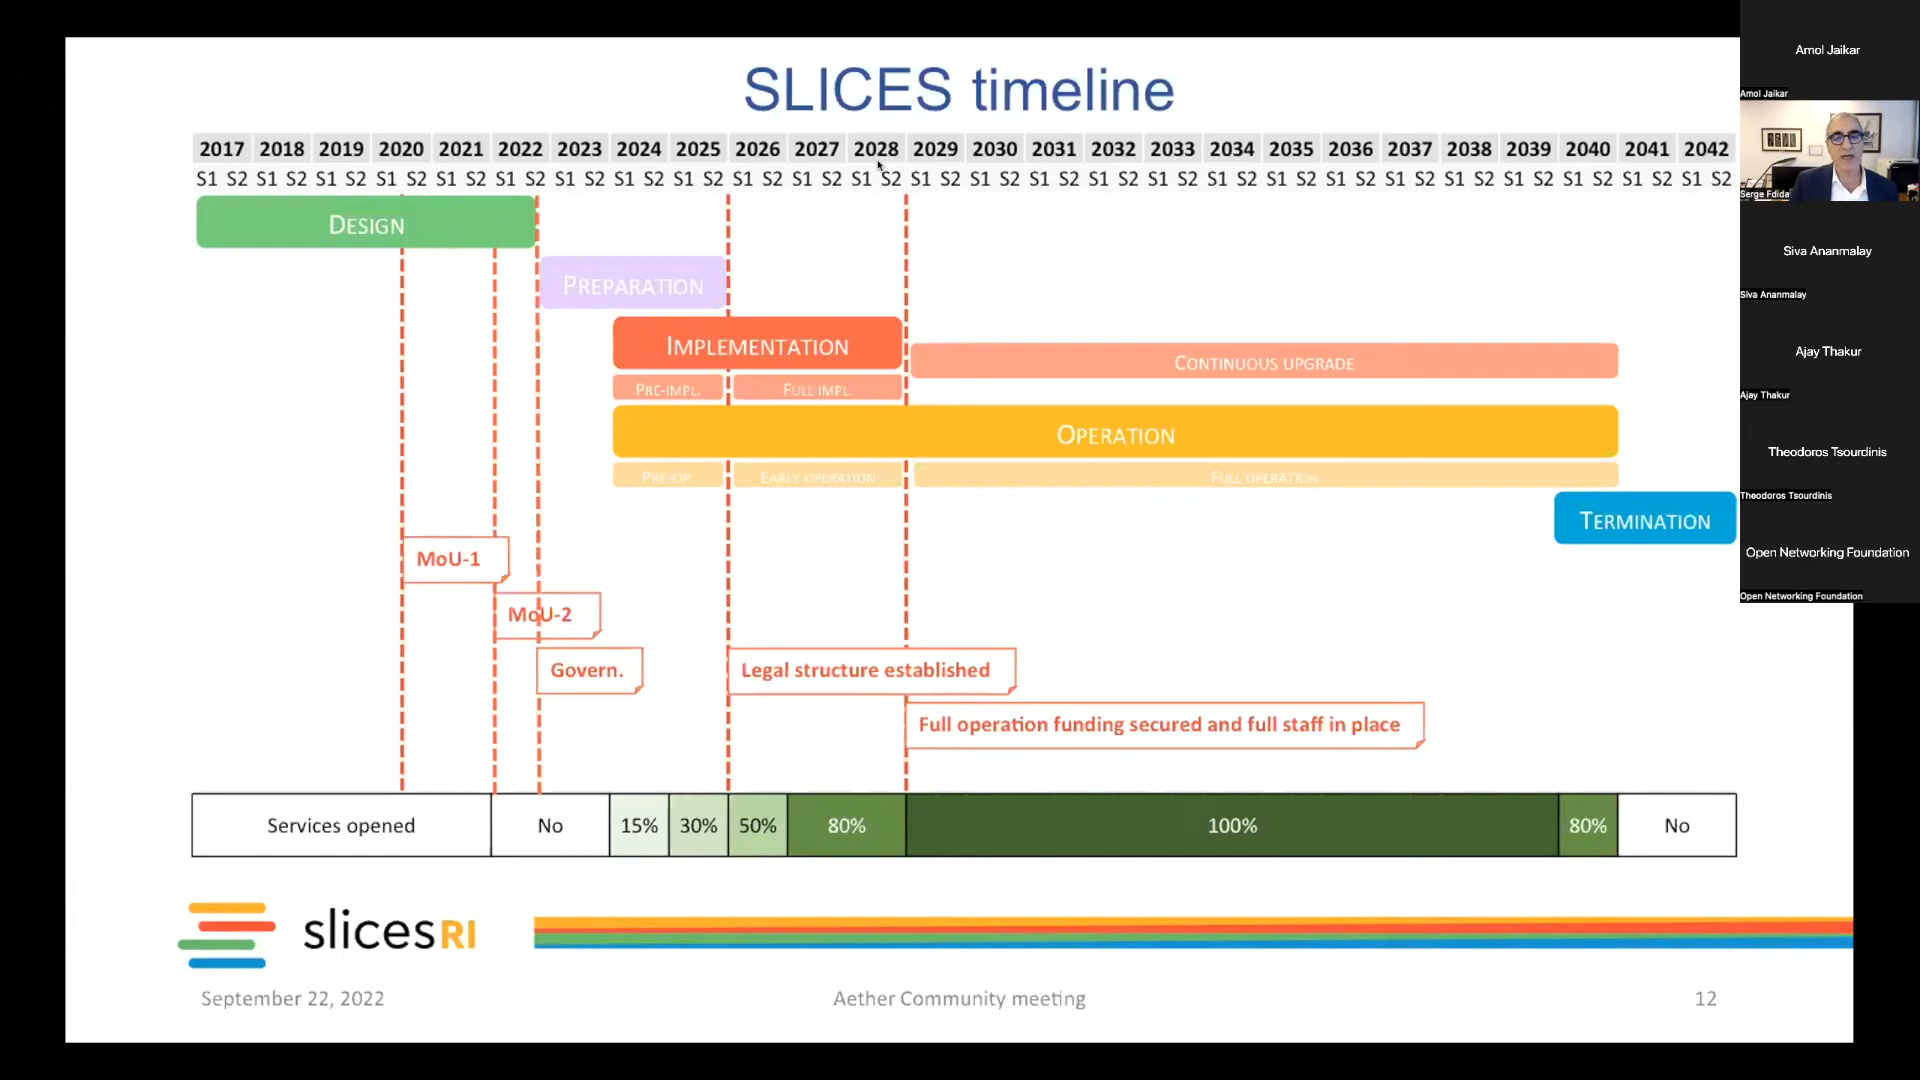 SLICES timeline
2017 2018 2019 2020 2021 2022 2023 2024 2025 2026 2027 2028 2029 2030 2031 2032 2033 2034 2035 2036 2037 2038 2039 2040 2041 2042
S1 S2 S1 S2 S1 S2 S1 S2 S1 S2 S1 S2 S1 S2 S1 S2 S1 S2 S1 S2 S1 S2 S1 S2 S1 S2 S1 S2 S1 S2 S1 S2 S1 S2 S1 S2 S1 S2 S1 S2 S1 S2 S1 S2 S1 S2 S1 S2 S1 S2 S1 S2
DESIGN
PREPARATION
IMPLEMENTATION
CONTINUOUS UPGRADE
PRE-IMPL. FULL IMPL.
OPERATION
PRE-OP. EARLY OPERATION FULL OPERATION
TERMINATION
MoU-1
MoU-2
Govern.
Legal structure established
Full operation funding secured and full staff in place
Services opened No 15% 30% 50% 80% 100% 80% No
slicesRI
September 22, 2022 Aether Community meeting 12
Amol Jaikar
Amol Jaikar
Serge Fdida
Siva Ananmalay
Siva Ananmalay
Ajay Thakur
Ajay Thakur
Theodoros Tsourdinis
Theodoros Tsourdinis
Open Networking Foundation
Open Networking Foundation